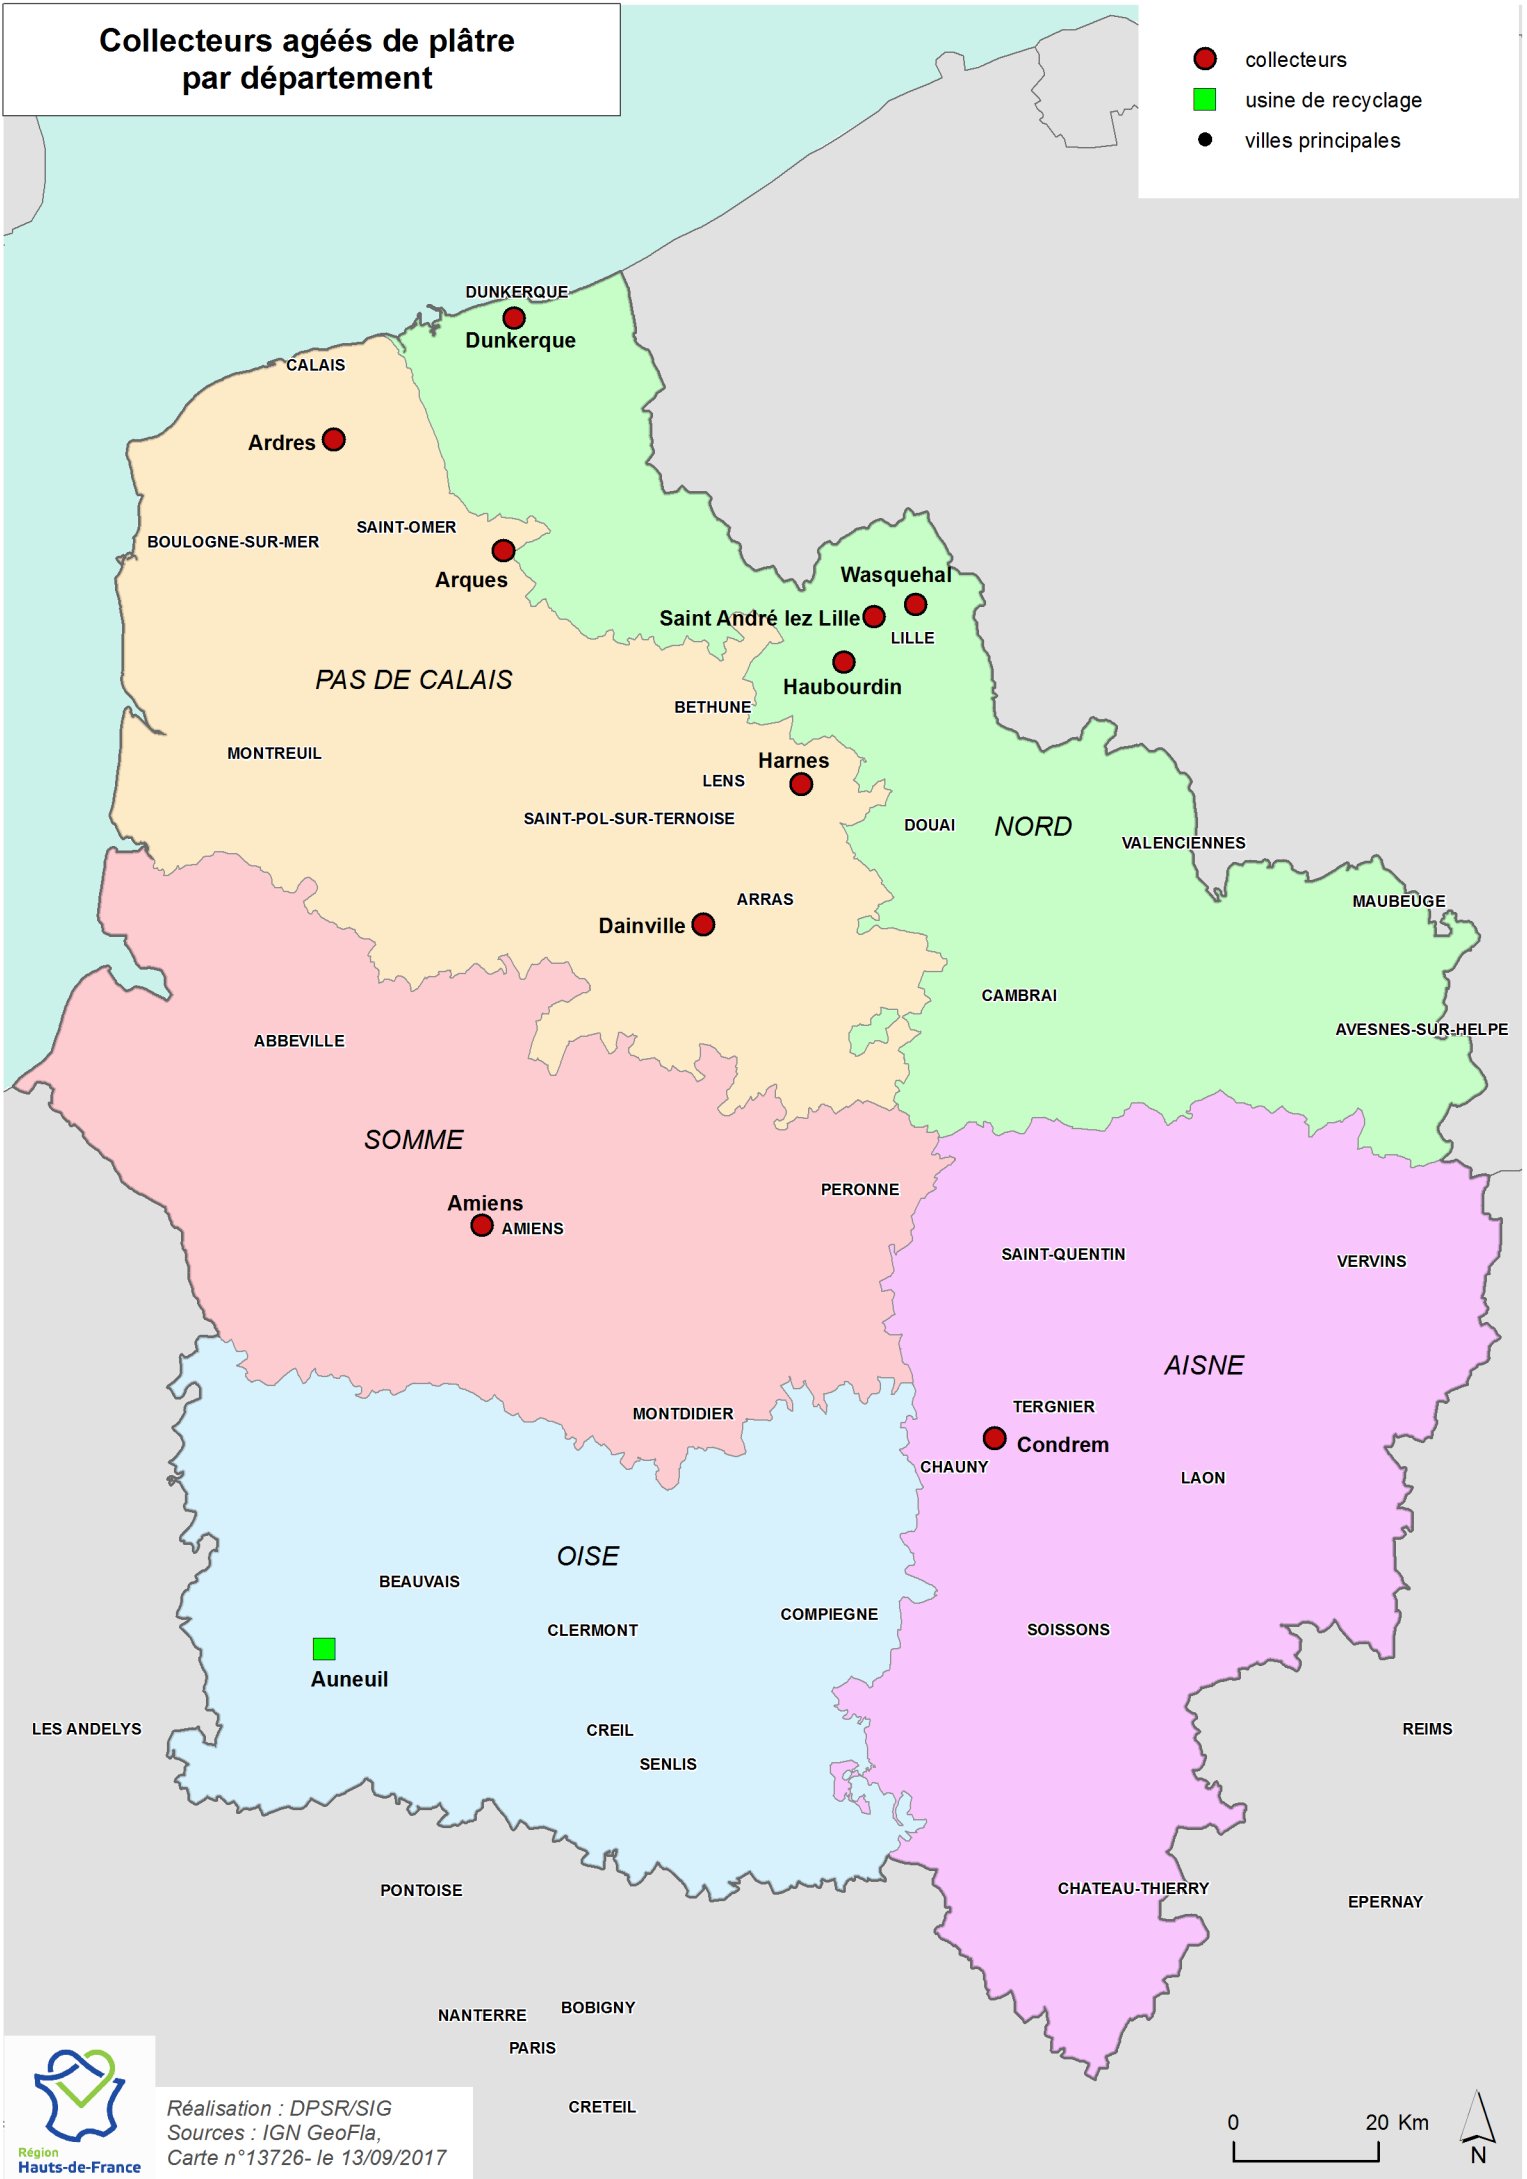 Collecteurs agéés de plâtre
par département
collecteurs
usine de recyclage
villes principales
DUNKERQUE
Dunkerque
CALAIS
Ardres
SAINT-OMER
BOULOGNE-SUR-MER
Arques
Wasquehal
Saint André lez Lille
LILLE
Haubourdin
PAS DE CALAIS
BETHUNE
MONTREUIL
Harnes
LENS
SAINT-POL-SUR-TERNOISE
DOUAI
NORD
VALENCIENNES
ARRAS
MAUBEUGE
Dainville
CAMBRAI
AVESNES-SUR-HELPE
ABBEVILLE
SOMME
PERONNE
Amiens
AMIENS
SAINT-QUENTIN
VERVINS
AISNE
TERGNIER
MONTDIDIER
Condrem
CHAUNY
LAON
OISE
BEAUVAIS
COMPIEGNE
CLERMONT
SOISSONS
Auneuil
LES ANDELYS
CREIL
REIMS
SENLIS
PONTOISE
CHATEAU-THIERRY
EPERNAY
NANTERRE
BOBIGNY
PARIS
CRETEIL
Région
Hauts-de-France
Réalisation : DPSR/SIG
Sources : IGN GeoFla,
Carte n°13726- le 13/09/2017
0 20 Km
N